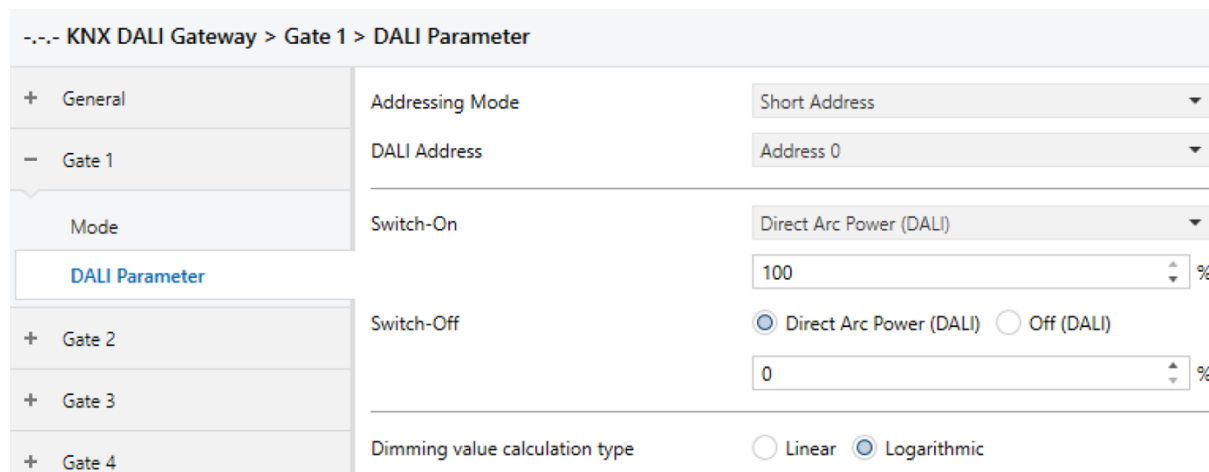 -.-.- KNX DALI Gateway > Gate 1 > DALI Parameter
+ General
− Gate 1
Mode
DALI Parameter
+ Gate 2
+ Gate 3
+ Gate 4
Addressing Mode Short Address
DALI Address Address 0
Switch-On Direct Arc Power (DALI)
100 %
Switch-Off Direct Arc Power (DALI) Off (DALI)
0 %
Dimming value calculation type Linear Logarithmic